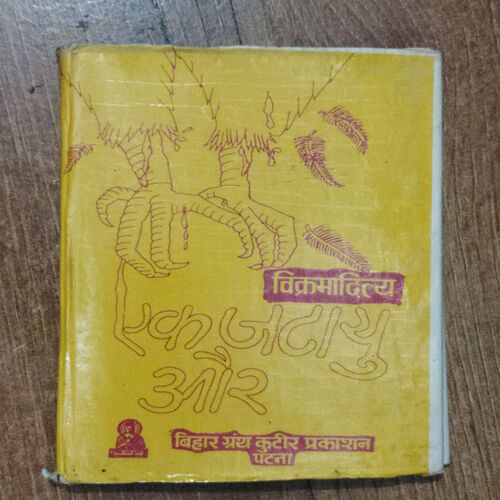 विक्रमादित्य
एक जटायु
और
बिहार ग्रंथ कुटीर प्रकाशन
पटना